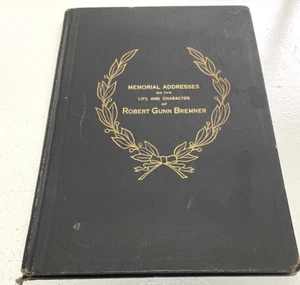 MEMORIAL ADDRESSES
ON THE
LIFE AND CHARACTER
OF
ROBERT GUNN BREMNER